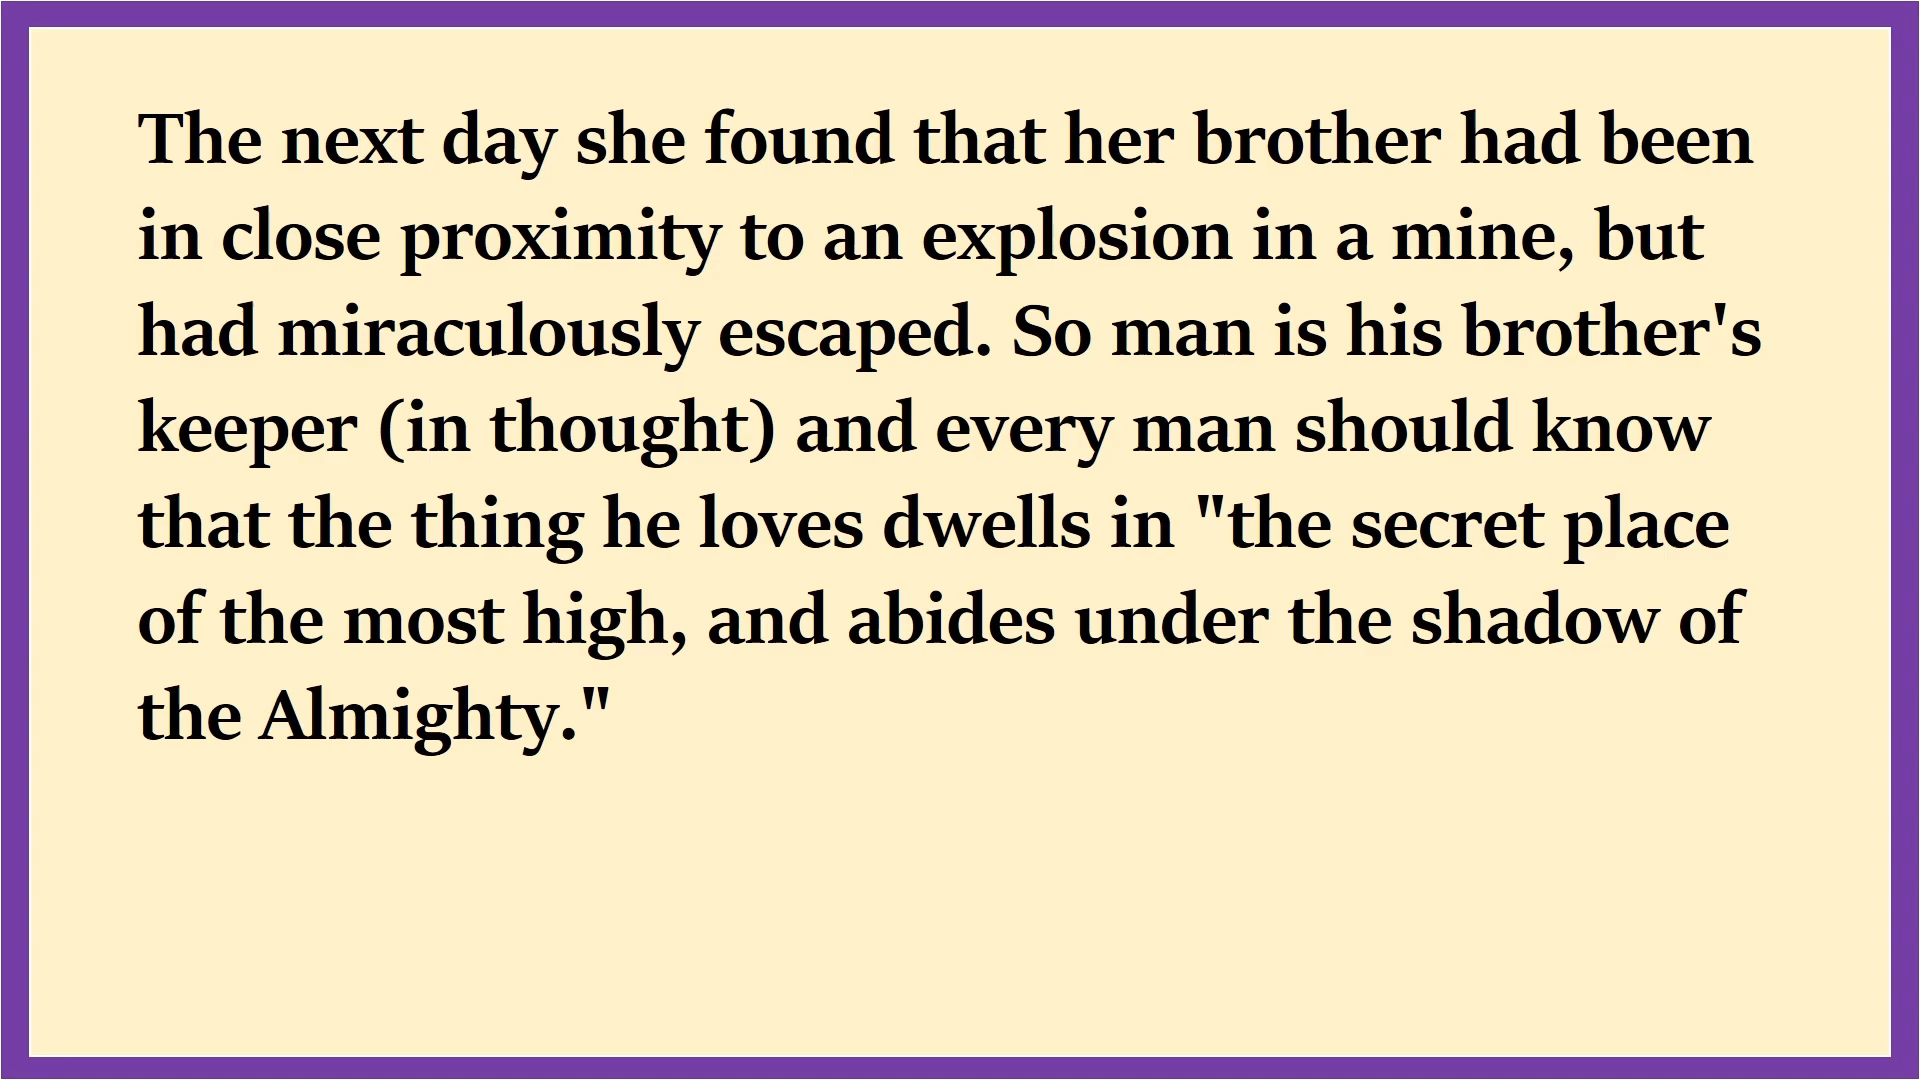 The next day she found that her brother had been
in close proximity to an explosion in a mine, but
had miraculously escaped. So man is his brother's
keeper (in thought) and every man should know
that the thing he loves dwells in "the secret place
of the most high, and abides under the shadow of
the Almighty."